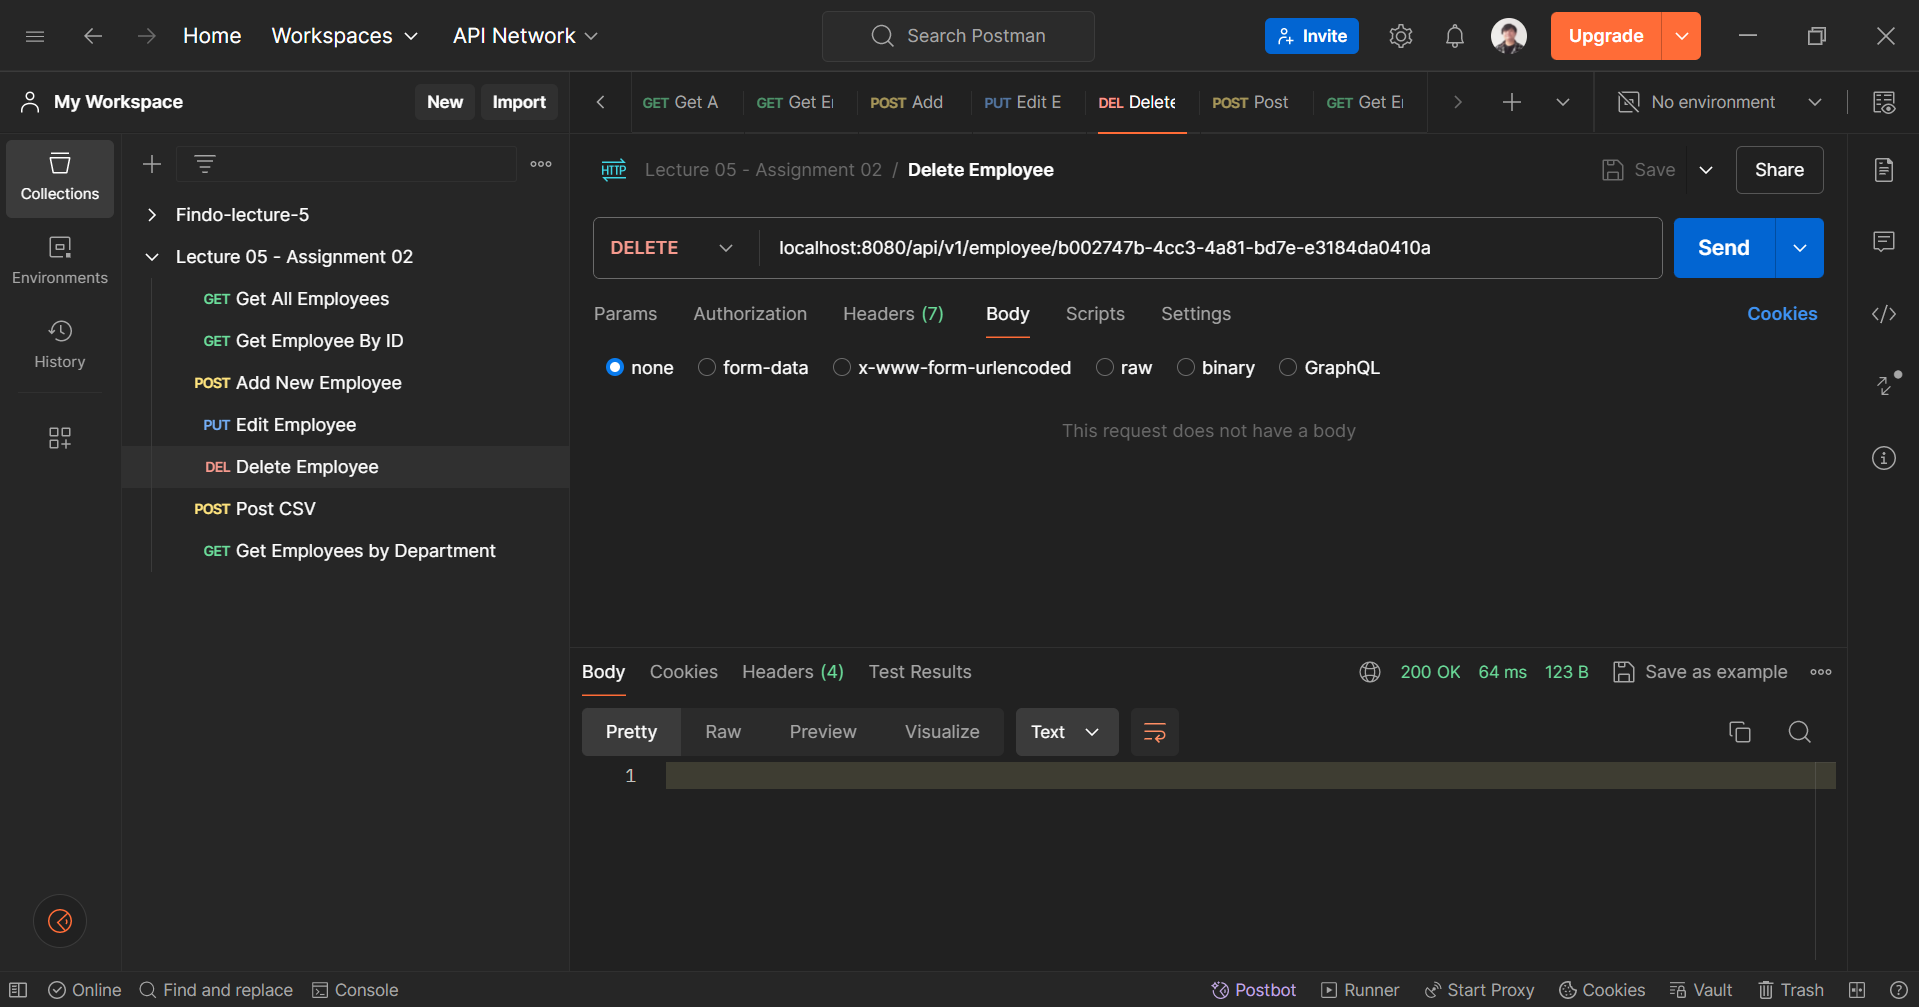 Home Workspaces API Network Search Postman Invite Upgrade
My Workspace New Import GET Get A GET Get E POST Add PUT Edit E DEL Delete POST Post GET Get E No environment
Collections
Environments
History
Findo-lecture-5
Lecture 05 - Assignment 02
GET Get All Employees
GET Get Employee By ID
POST Add New Employee
PUT Edit Employee
DEL Delete Employee
POST Post CSV
GET Get Employees by Department
HTTP Lecture 05 - Assignment 02 / Delete Employee Save Share
DELETE localhost:8080/api/v1/employee/b002747b-4cc3-4a81-bd7e-e3184da0410a Send
Params Authorization Headers (7) Body Scripts Settings Cookies
none form-data x-www-form-urlencoded raw binary GraphQL
This request does not have a body
Body Cookies Headers (4) Test Results 200 OK 64 ms 123 B Save as example
Pretty Raw Preview Visualize Text
1
Online Find and replace Console Postbot Runner Start Proxy Cookies Vault Trash